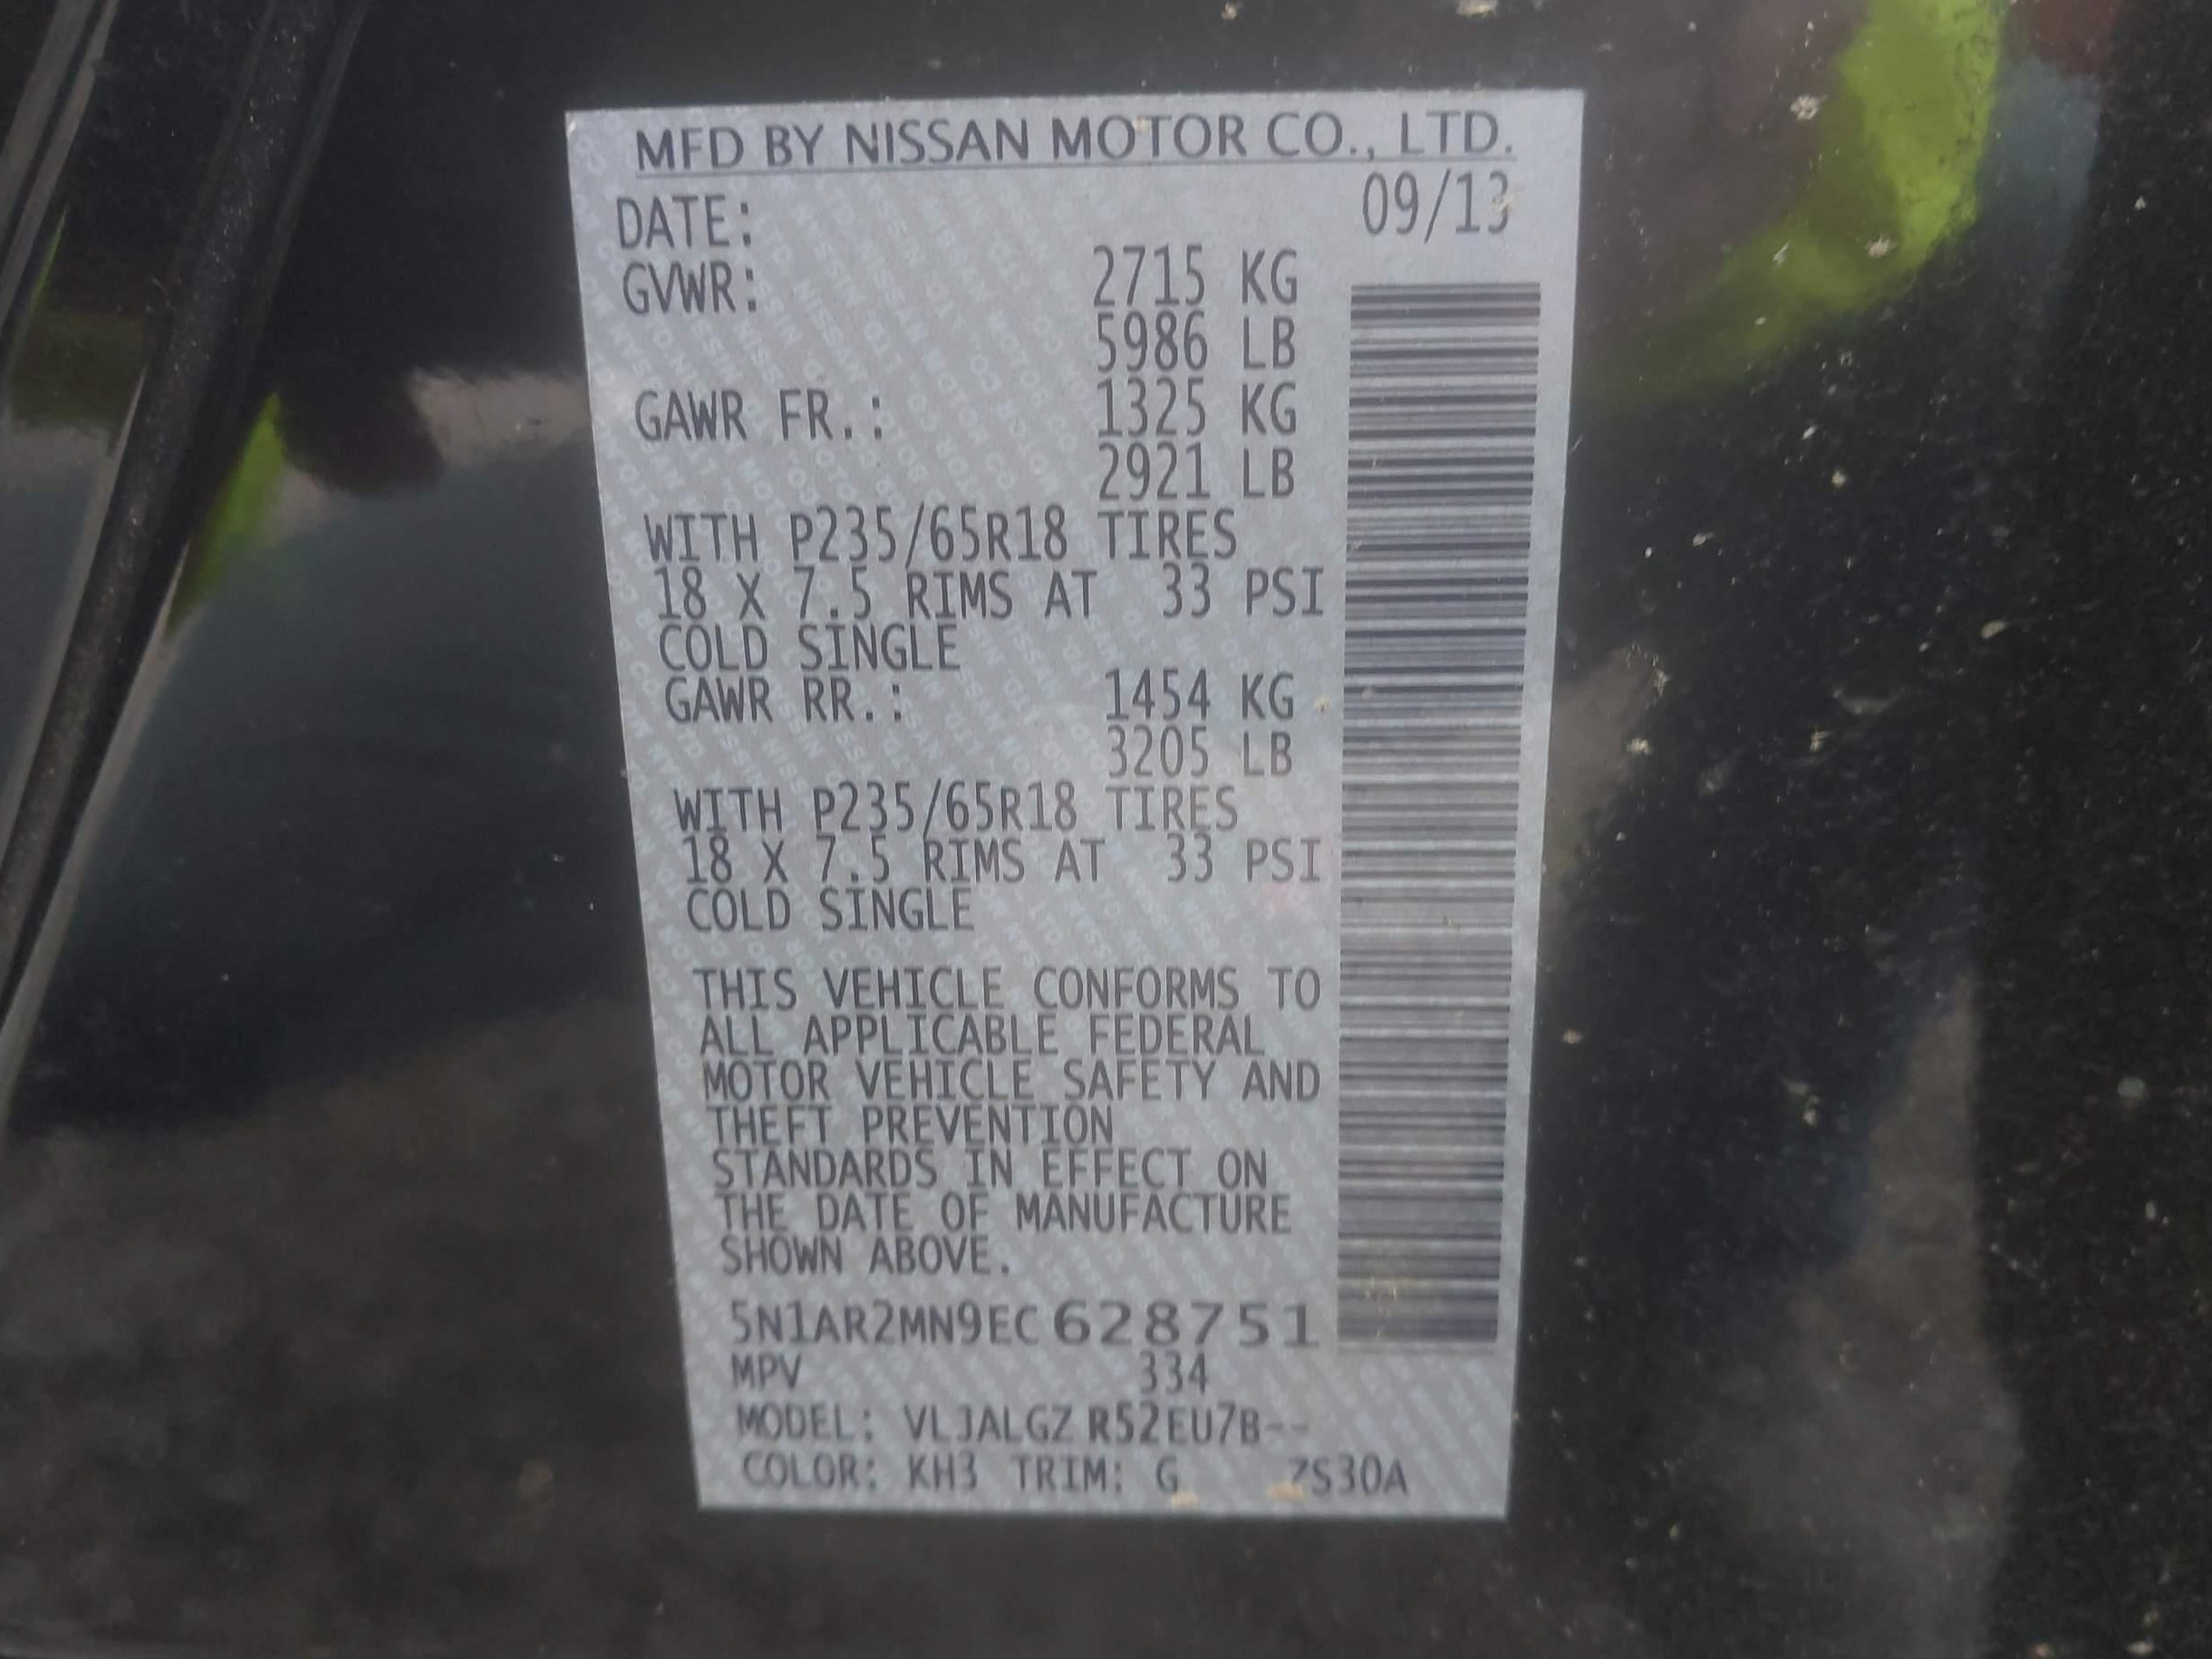 MFD BY NISSAN MOTOR CO., LTD.
DATE: 09/13
GVWR: 2715 KG
5986 LB
GAWR FR.: 1325 KG
2921 LB
WITH P235/65R18 TIRES
18 X 7.5 RIMS AT 33 PSI
COLD SINGLE
GAWR RR.: 1454 KG
3205 LB
WITH P235/65R18 TIRES
18 X 7.5 RIMS AT 33 PSI
COLD SINGLE
THIS VEHICLE CONFORMS TO
ALL APPLICABLE FEDERAL
MOTOR VEHICLE SAFETY AND
THEFT PREVENTION
STANDARDS IN EFFECT ON
THE DATE OF MANUFACTURE
SHOWN ABOVE.
5N1AR2MN9EC628751
MPV 334
MODEL: VLJALGZ R52EU7B--
COLOR: KH3 TRIM: G ZS30A